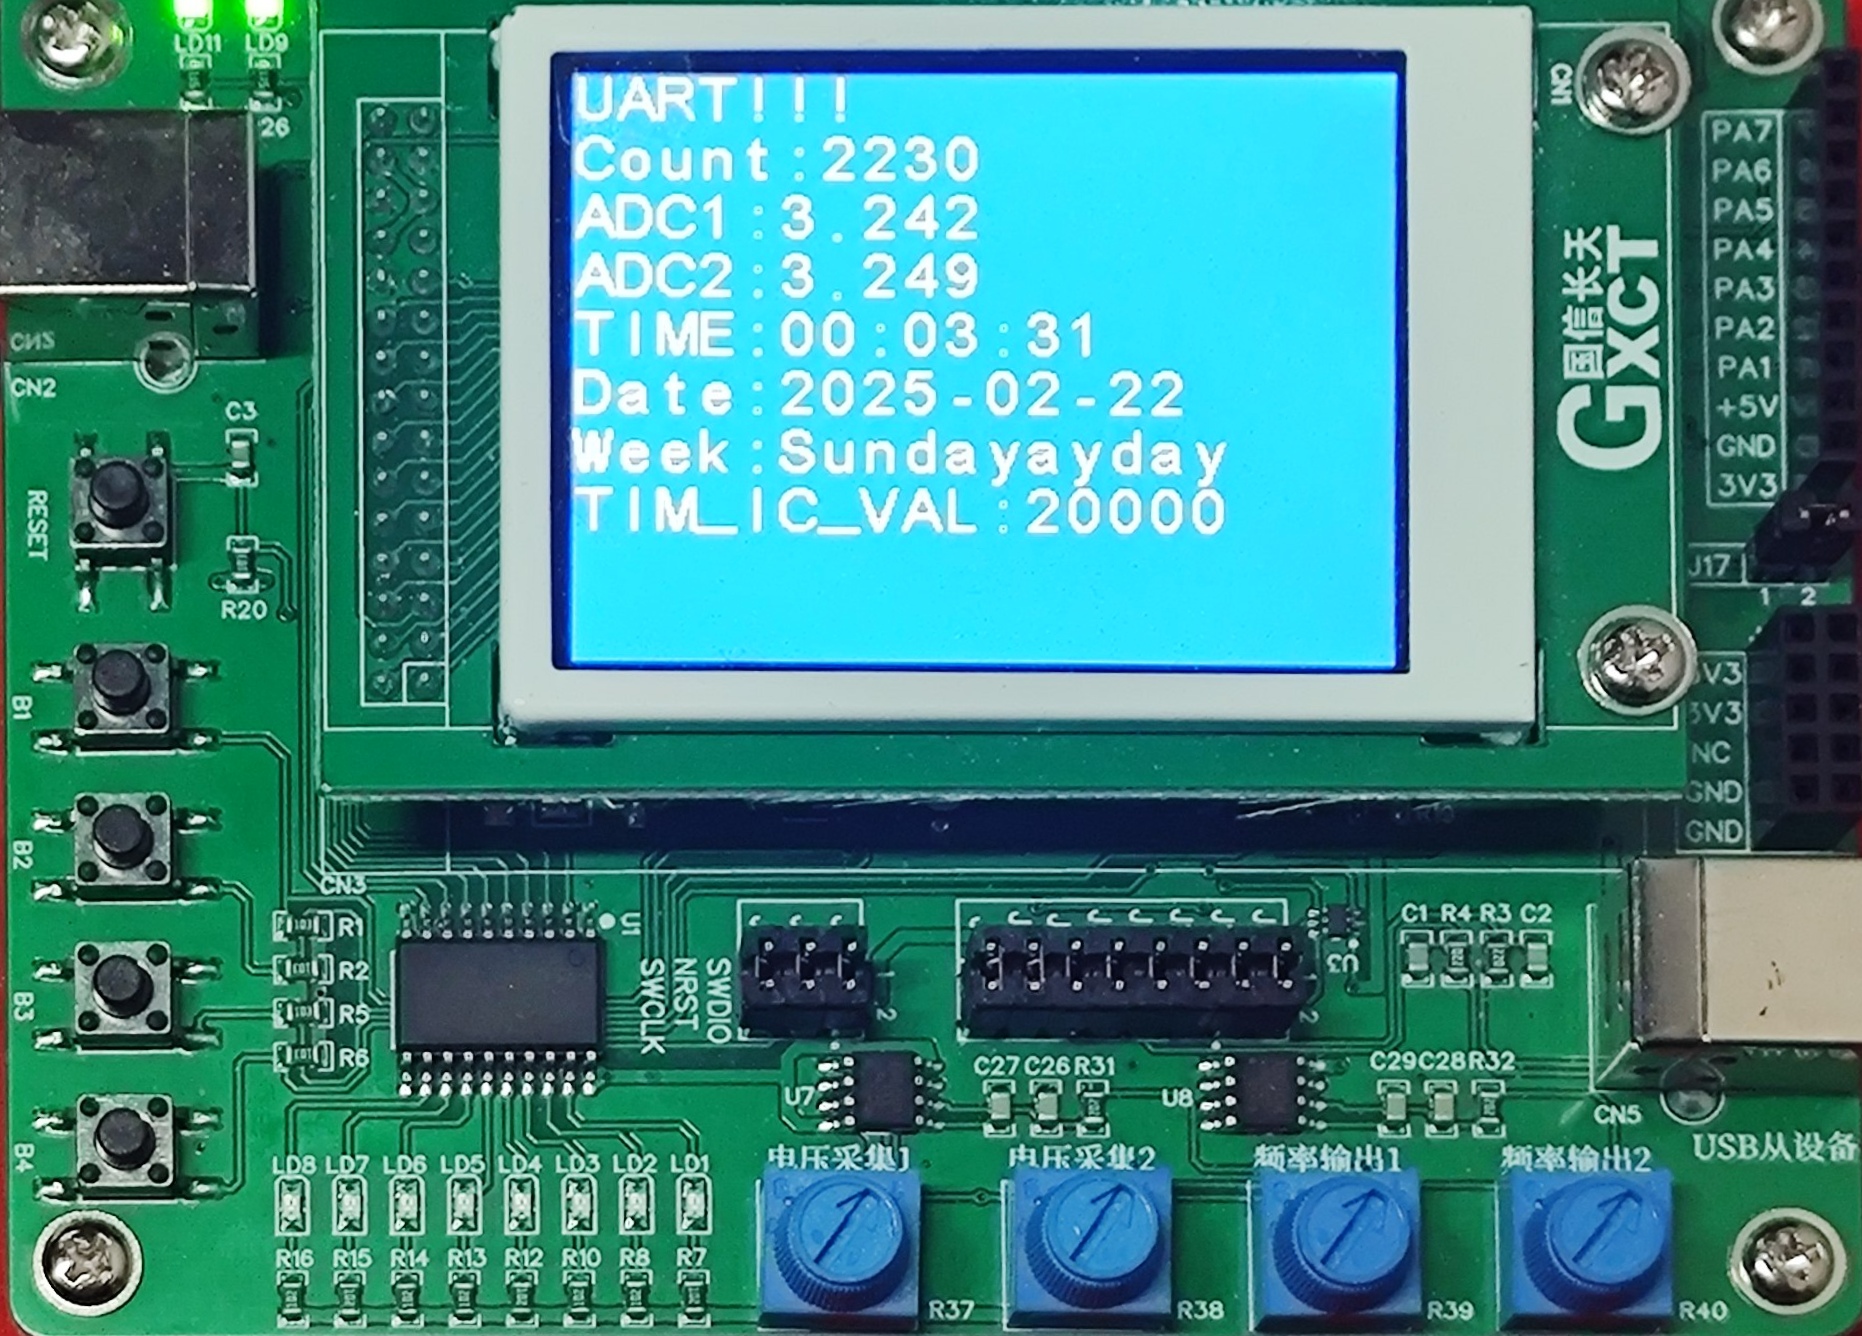 LD11 LD9
26
UART!!!
Count:2230
ADC1:3.242
ADC2:3.249
TIME:00:03:31
Date:2025-02-22
Week:Sundayayday
TIM_IC_VAL:20000
CN1
国信长天
GXCT
PA7
PA6
PA5
PA4
PA3
PA2
PA1
+5V
GND
3V3
J17
1 2
3V3
3V3
NC
GND
GND
CN2
C3
RESET
R20
B1
B2
B3
B4
CN3
R1
R2
R5
R6
U1
SWDIO
NRST
SWCLK
2
2
U3
C1 R4 R3 C2
U7
C27 C26 R31
U8
C29 C28 R32
CN5
USB从设备
LD8 LD7 LD6 LD5 LD4 LD3 LD2 LD1
R16 R15 R14 R13 R12 R10 R8 R7
电压采集1
电压采集2
频率输出1
频率输出2
R37
R38
R39
R40